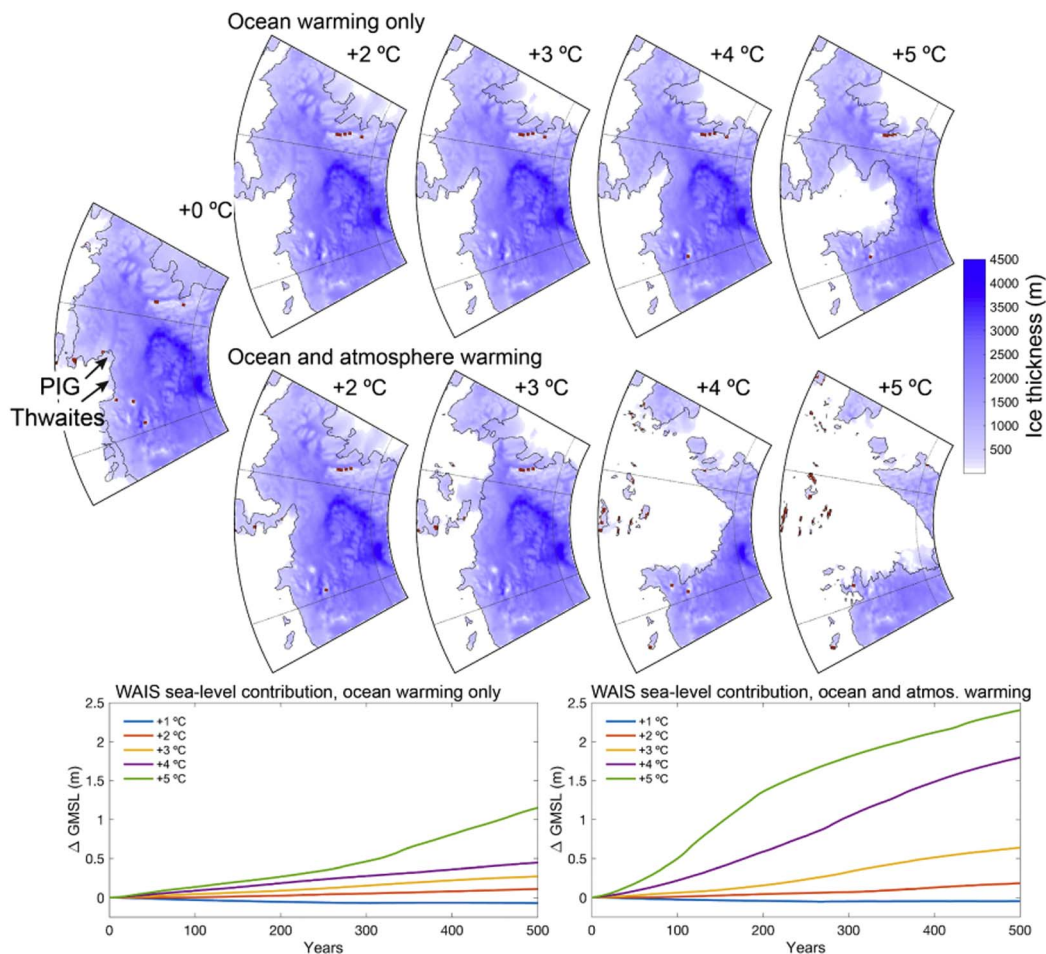 Ocean warming only
+2 ºC
+3 ºC
+4 ºC
+5 ºC
+0 ºC
PIG
Thwaites
Ocean and atmosphere warming
+2 ºC
+3 ºC
+4 ºC
+5 ºC
4500
4000
3500
3000
2500
2000
1500
1000
500
Ice thickness (m)
WAIS sea-level contribution, ocean warming only
2.5
2
1.5
1
0.5
0
Δ GMSL (m)
+1 ºC
+2 ºC
+3 ºC
+4 ºC
+5 ºC
0 100 200 300 400 500
Years
WAIS sea-level contribution, ocean and atmos. warming
2.5
2
1.5
1
0.5
0
Δ GMSL (m)
+1 ºC
+2 ºC
+3 ºC
+4 ºC
+5 ºC
0 100 200 300 400 500
Years